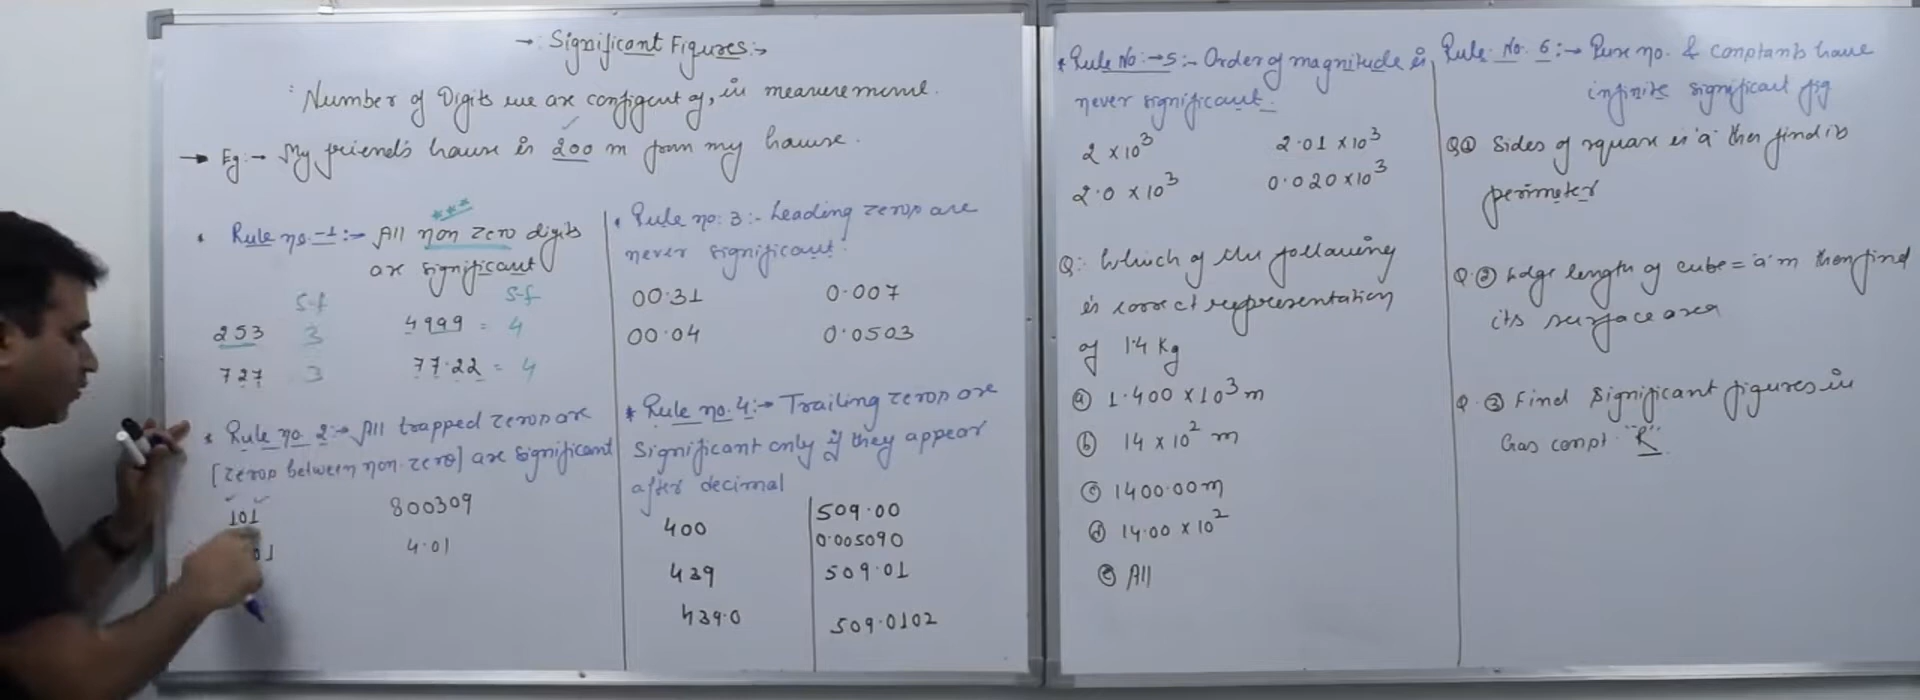 →: Significant Figures:→
: Number of Digits we are confident of, in measurement.
→ Eg:→ My friend's house is 200 m from my house.
* Rule no.-1:→ All non zero digits
are significant
S.f
S.f
253 3
4999 = 4
727 3
77.22 = 4
* Rule no. 2:→ All trapped zeros are
[zeros between non-zero] are significant
101
800309
01
4.01
* Rule no. 3:- Leading zeros are
never significant.
00.31
0.007
00.04
0.0503
* Rule no. 4:→ Trailing zeros are
Significant only if they appear
after decimal
400
439
439.0
509.00
0.005090
509.01
509.0102
* Rule No:→5:- Order of magnitude is
never significant.
2 × 10³
2.01 × 10³
2.0 × 10³
0.020 × 10³
Q: Which of the following
is correct representation
of 1.4 Kg
ⓐ 1.400 × 10³ m
ⓑ 14 × 10² m
ⓒ 1400.00 m
ⓓ 14.00 × 10²
ⓔ All
Rule No. 6:→ Pure no. & constants have
infinite significant fig
Q① Sides of square is 'a' then find its
perimeter
Q.② Edge length of cube = 'a' m then find
its surface area
Q.③ Find Significant figures in
Gas const. "R".